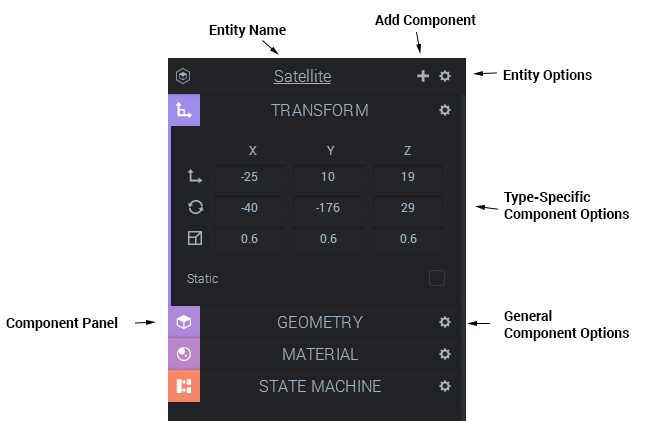 Add Component
Entity Name
Satellite
Entity Options
TRANSFORM
X Y Z
-25 10 19
-40 -176 29
Type-Specific
Component Options
0.6 0.6 0.6
Static
Component Panel
GEOMETRY
General
Component Options
MATERIAL
STATE MACHINE